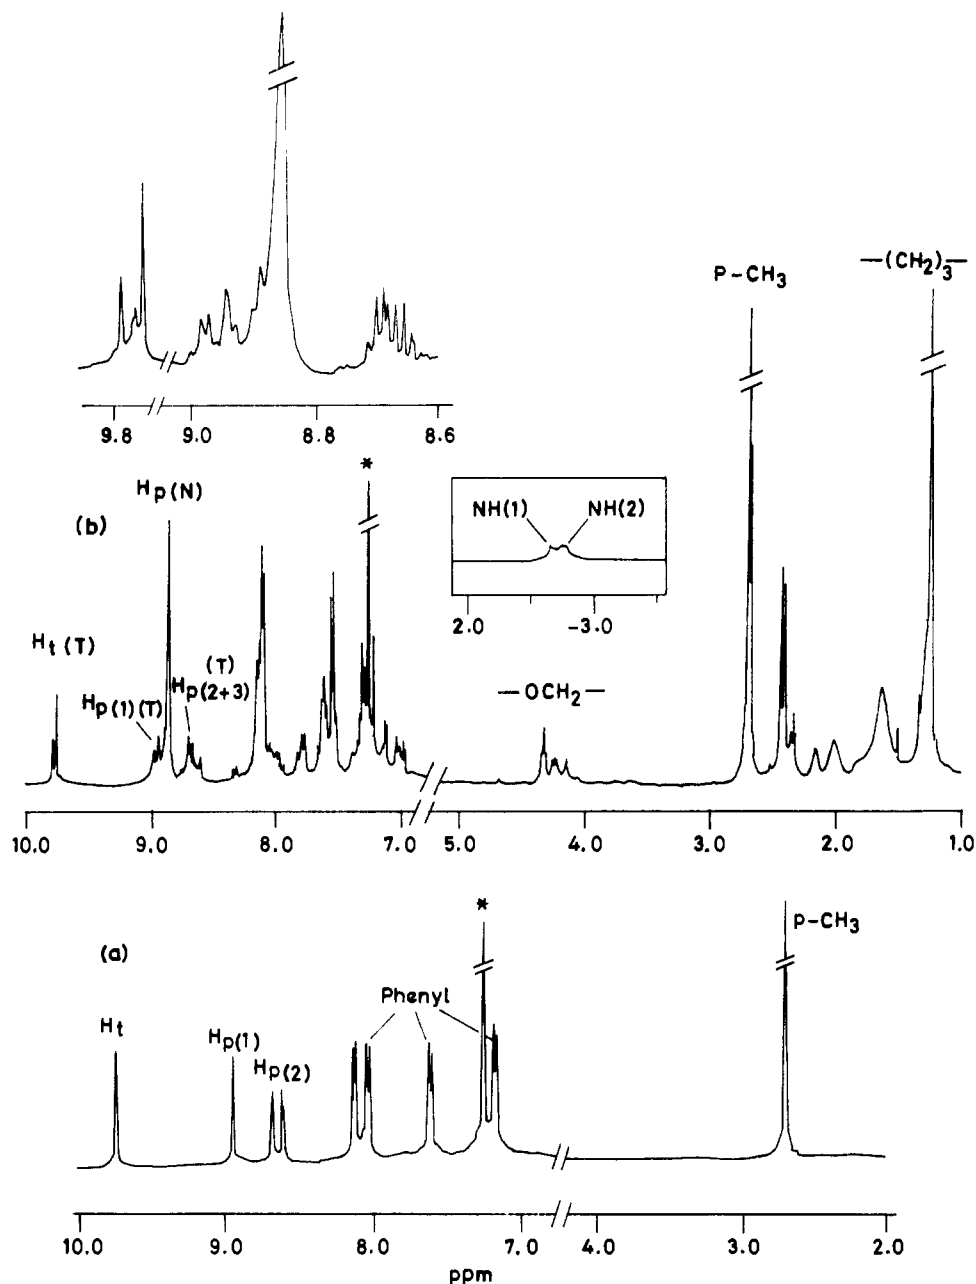 9.8 9.0 8.8 8.6
P-CH3 —(CH2)3—
*
Hp(N)
(b)
NH(1) NH(2)
2.0 -3.0
Ht (T)
(T)
Hp(1)(T) Hp(2+3)
—OCH2—
10.0 9.0 8.0 7.0 5.0 4.0 3.0 2.0 1.0
*
P-CH3
(a)
Phenyl
Ht Hp(1) Hp(2)
10.0 9.0 8.0 7.0 4.0 3.0 2.0
ppm